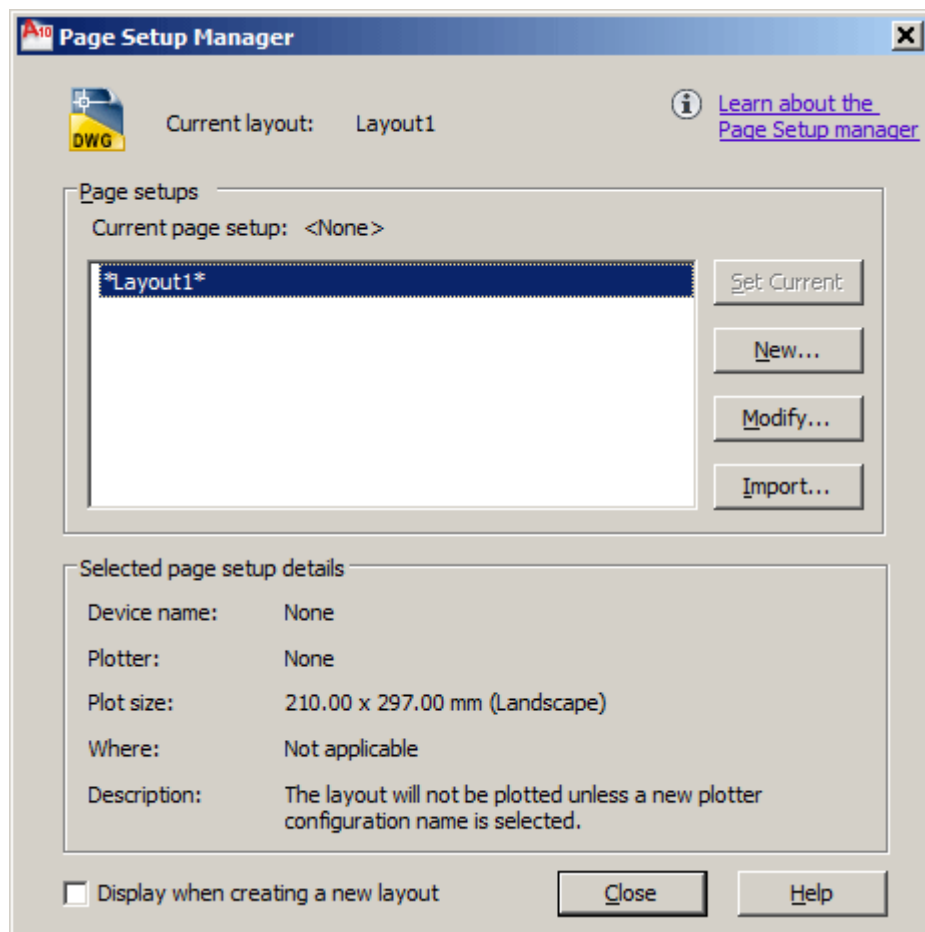 A10 Page Setup Manager
DWG
Current layout: Layout1
Learn about the
Page Setup manager
Page setups
Current page setup: <None>
*Layout1*
Set Current
New...
Modify...
Import...
Selected page setup details
Device name: None
Plotter: None
Plot size: 210.00 x 297.00 mm (Landscape)
Where: Not applicable
Description: The layout will not be plotted unless a new plotter
configuration name is selected.
Display when creating a new layout
Close
Help